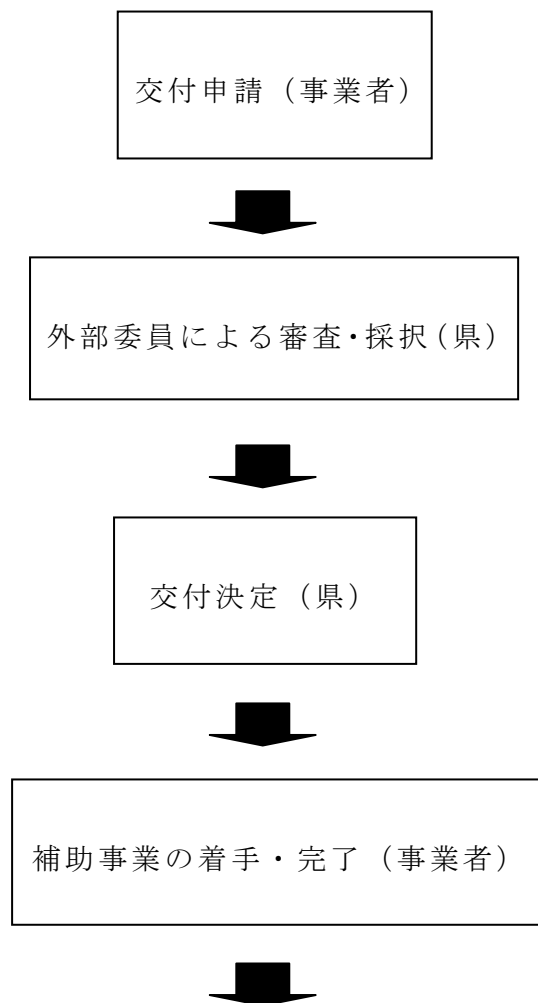 交付申請（事業者）
外部委員による審査・採択（県）
交付決定（県）
補助事業の着手・完了（事業者）